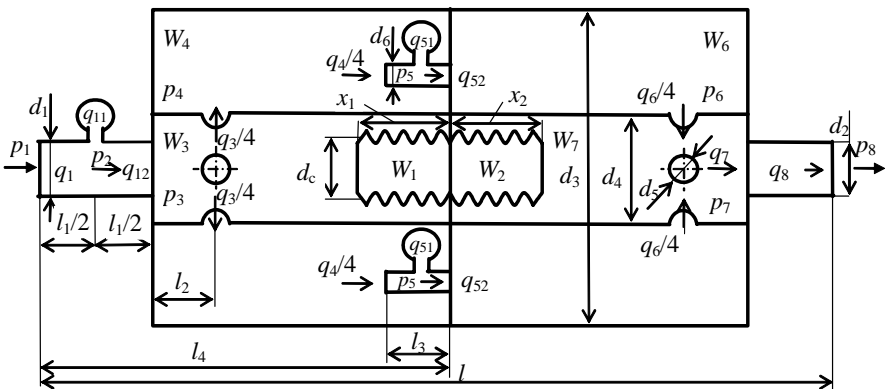 W4 d6 q51 W6
q4/4 p5 q52
p4 x1 x2 q6/4 p6
d1 q11 W3 q3/4 W7 d2
p1 q1 p2 q12 dc W1 W2 d3 d4 d5 q7 q8 p8
p3 q3/4 p7
l1/2 l1/2 q51 q6/4
q4/4 p5 q52
l2
l4 l3
l